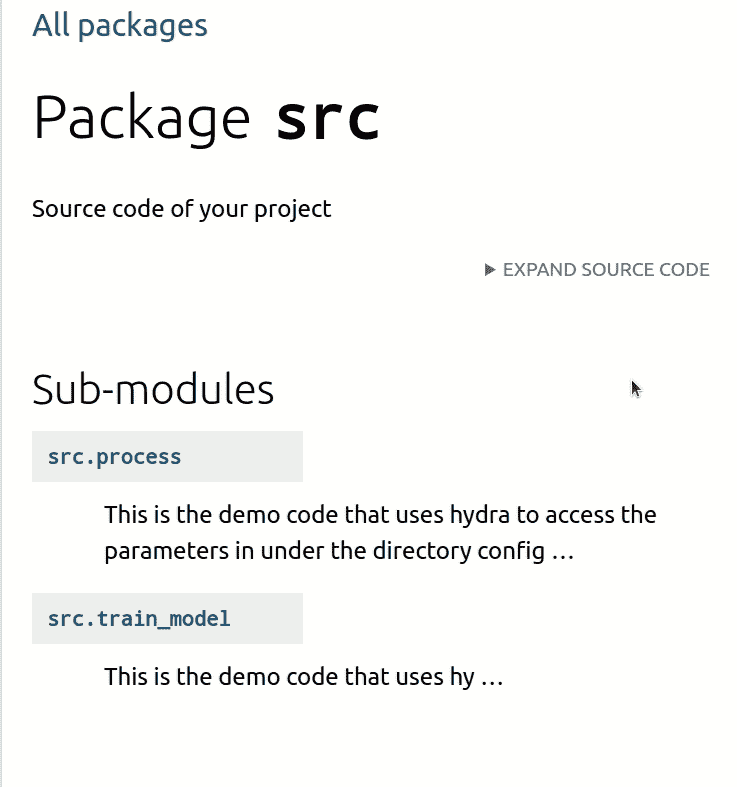 All packages
Package src
Source code of your project
EXPAND SOURCE CODE
Sub-modules
src.process
This is the demo code that uses hydra to access the
parameters in under the directory config …
src.train_model
This is the demo code that uses hy …